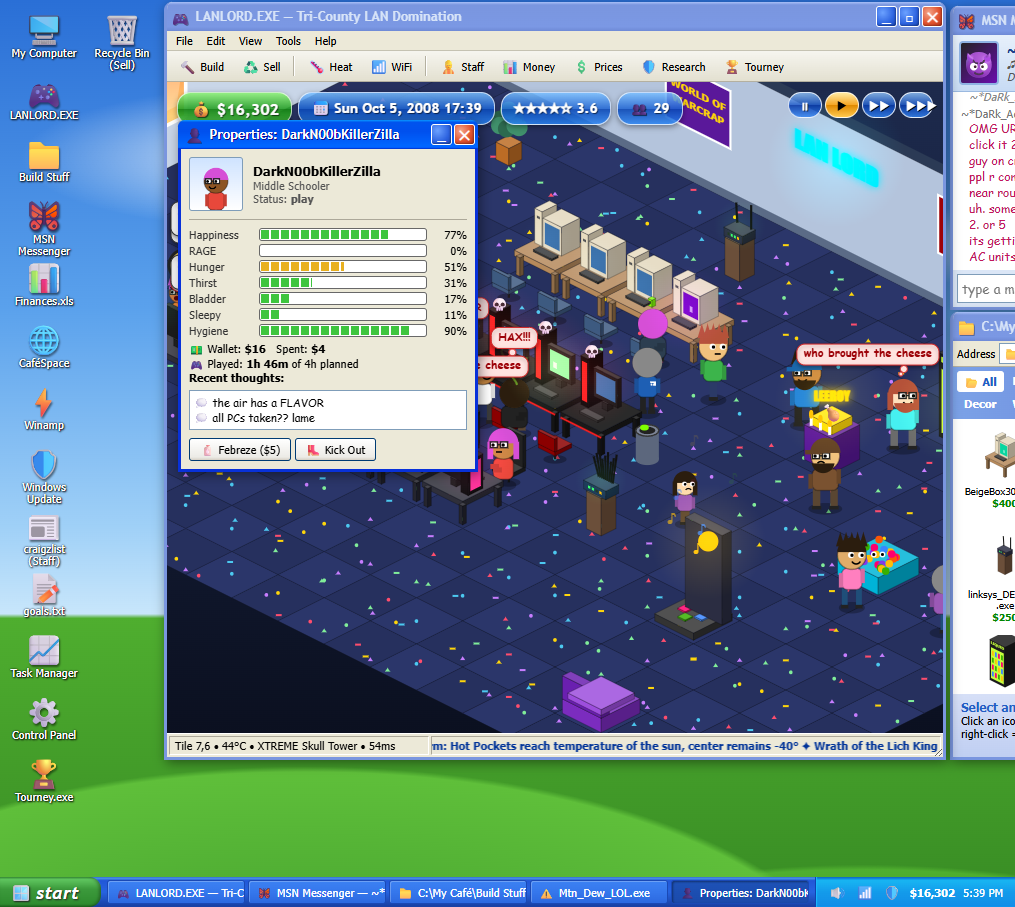 My Computer
Recycle Bin
(Sell)
LANLORD.EXE
Build Stuff
MSN
Messenger
Finances.xls
CaféSpace
Winamp
Windows
Update
craigzlist
(Staff)
goals.txt
Task Manager
Control Panel
Tourney.exe
LANLORD.EXE — Tri-County LAN Domination
File Edit View Tools Help
Build Sell Heat WiFi Staff Money Prices Research Tourney
$16,302
Sun Oct 5, 2008 17:39
★★★★☆ 3.6
29
WORLD OF
WARCRAP
LAN LORD
Properties: DarkN00bKillerZilla
DarkN00bKillerZilla
Middle Schooler
Status: play
Happiness 77%
RAGE 0%
Hunger 51%
Thirst 31%
Bladder 17%
Sleepy 11%
Hygiene 90%
Wallet: $16 Spent: $4
Played: 1h 46m of 4h planned
Recent thoughts:
the air has a FLAVOR
all PCs taken?? lame
Febreze ($5)
Kick Out
HAX!!!
cheese
who brought the cheese
LEEROY
Tile 7,6 • 44°C • XTREME Skull Tower • 54ms
m: Hot Pockets reach temperature of the sun, center remains -40° ✦ Wrath of the Lich King
MSN M
~*DaRk_
~*DaRk_Ac
OMG UR
click it 2
guy on cr
ppl r con
near rou
uh. some
2. or 5
its getti
AC units
type a m
C:\My
Address
All
Decor
BeigeBox30
$400
linksys_DE
.exe
$250
Select an
Click an ico
right-click =
start
LANLORD.EXE — Tri-C
MSN Messenger — ~*
C:\My Café\Build Stuff
Mtn_Dew_LOL.exe
Properties: DarkN00bK
$16,302 5:39 PM